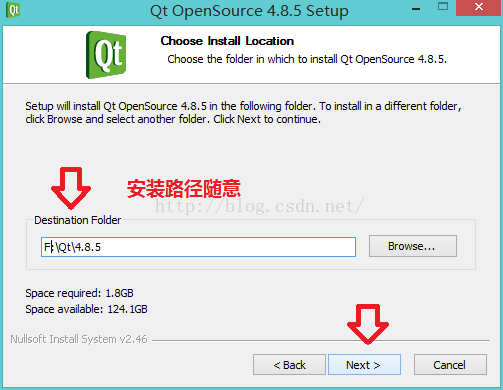 Qt OpenSource 4.8.5 Setup
Qt
Qt
Choose Install Location
Choose the folder in which to install Qt OpenSource 4.8.5.
Setup will install Qt OpenSource 4.8.5 in the following folder. To install in a different folder,
click Browse and select another folder. Click Next to continue.
安装路径随意
http://blog.csdn.net/
Destination Folder
F:\Qt\4.8.5
Browse...
Space required: 1.8GB
Space available: 124.1GB
Nullsoft Install System v2.46
< Back
Next >
Cancel